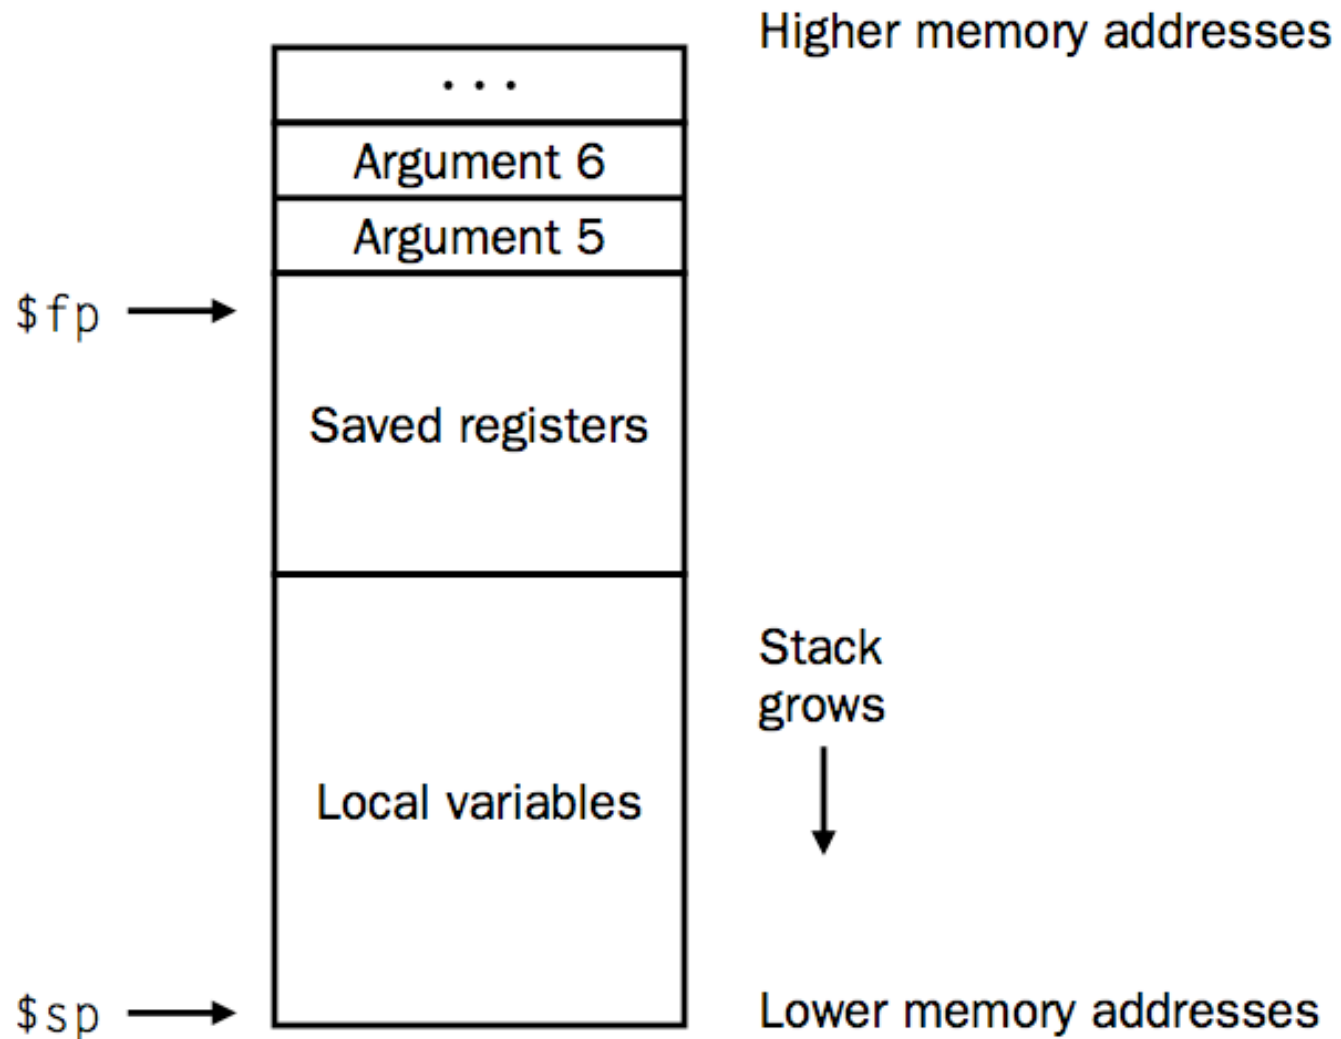 Higher memory addresses
. . .
Argument 6
Argument 5
$fp
Saved registers
Stack
grows
Local variables
$sp
Lower memory addresses